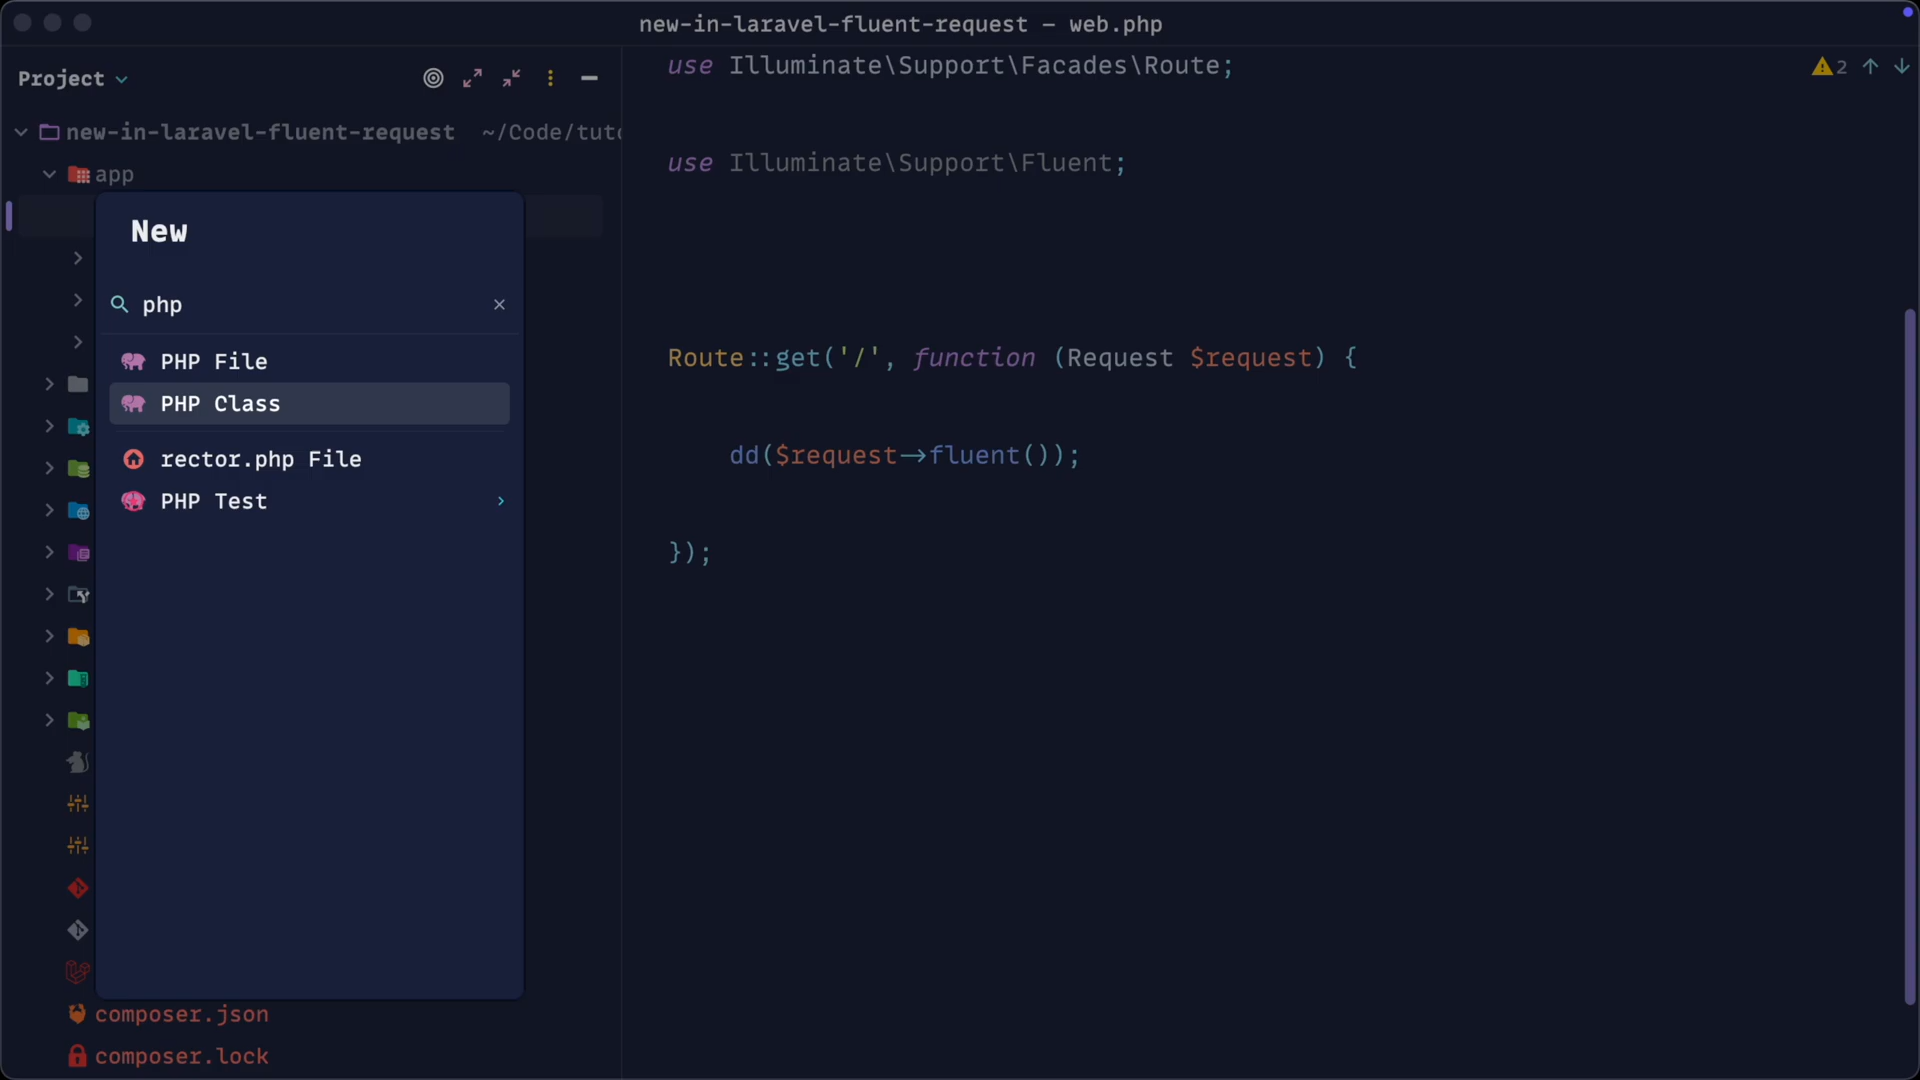 new-in-laravel-fluent-request – web.php
Project
new-in-laravel-fluent-request ~/Code/tuto
app
New
php
PHP File
PHP Class
rector.php File
PHP Test
composer.json
composer.lock
use Illuminate\Support\Facades\Route;
use Illuminate\Support\Fluent;
Route::get('/', function (Request $request) {
dd($request->fluent());
});
2